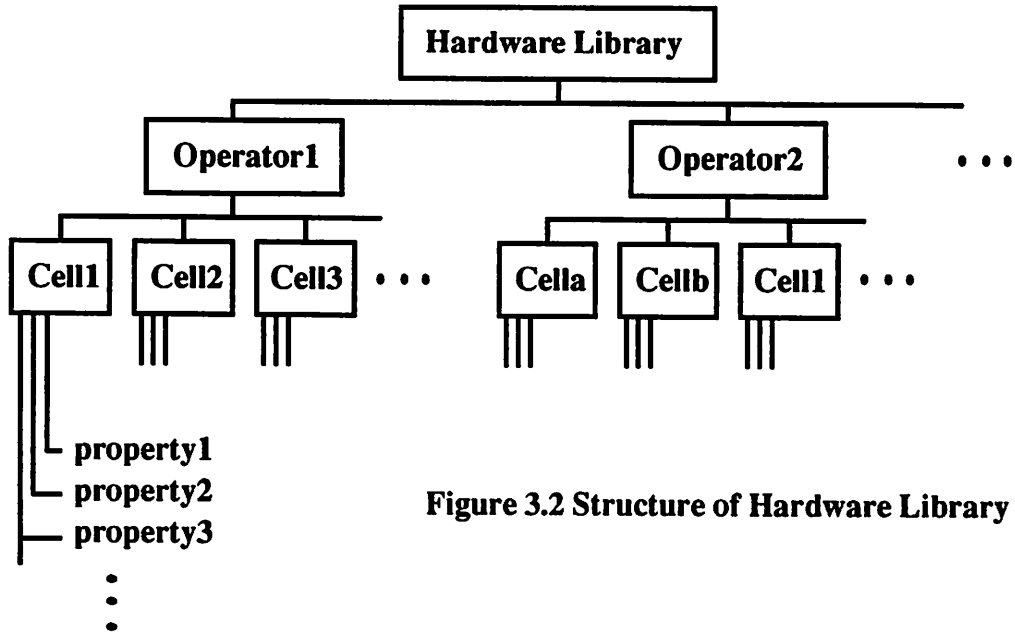 Hardware Library
Operator1
Operator2
• • •
Cell1
Cell2
Cell3
• • •
Cella
Cellb
Cell1
• • •
property1
property2
property3
Figure 3.2 Structure of Hardware Library